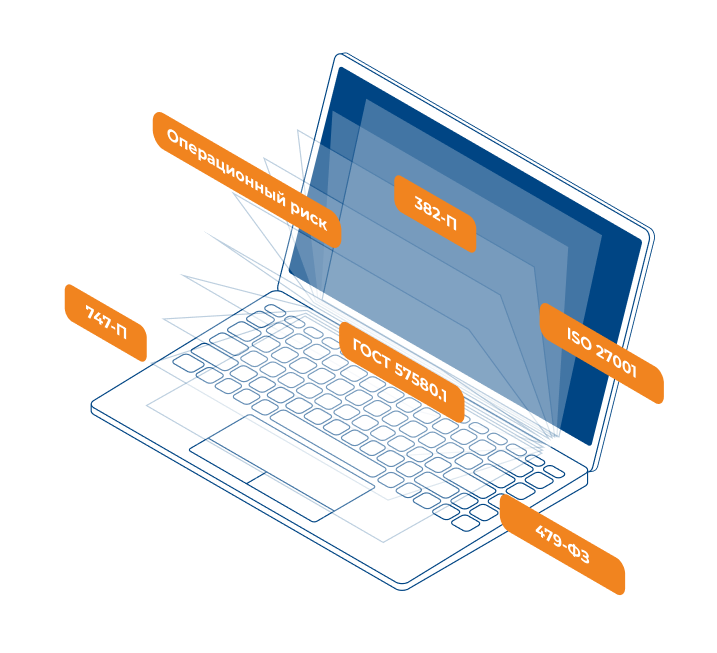 Операционный риск
382-П
747-П
ГОСТ 57580.1
ISO 27001
479-ФЗ